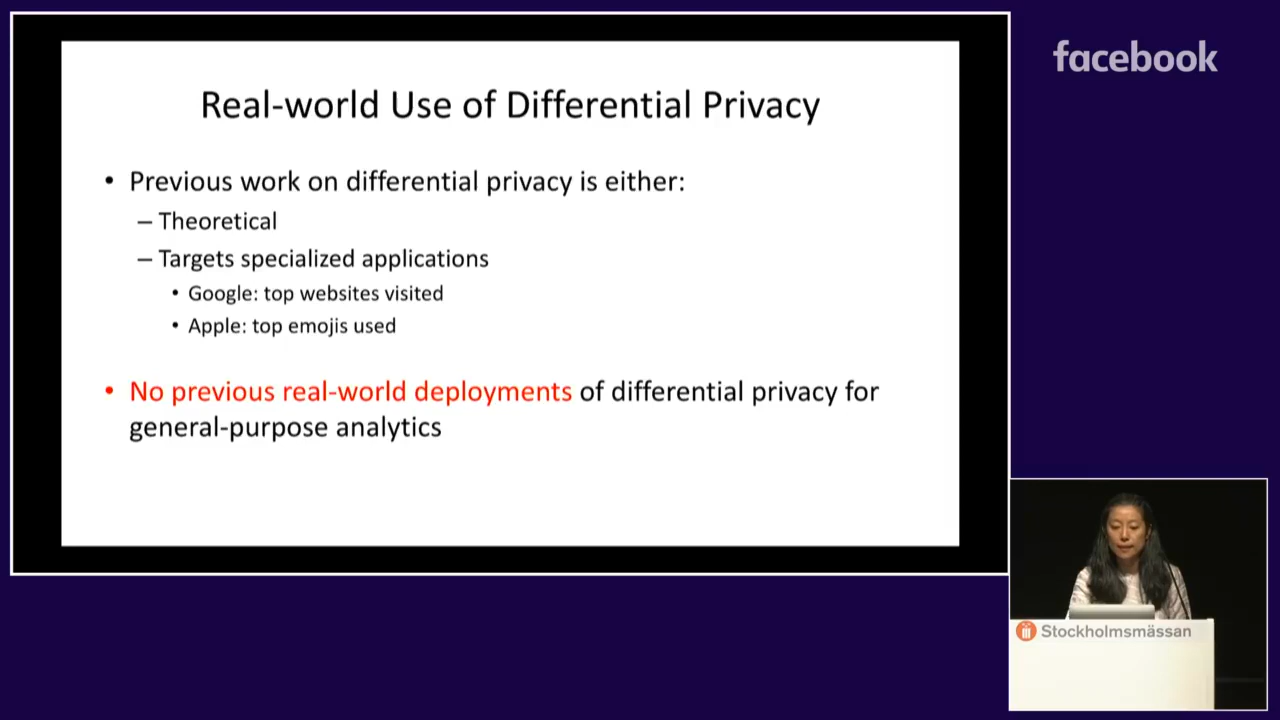 facebook
Real-world Use of Differential Privacy
• Previous work on differential privacy is either:
– Theoretical
– Targets specialized applications
• Google: top websites visited
• Apple: top emojis used
• No previous real-world deployments of differential privacy for
general-purpose analytics
Stockholmsmässan